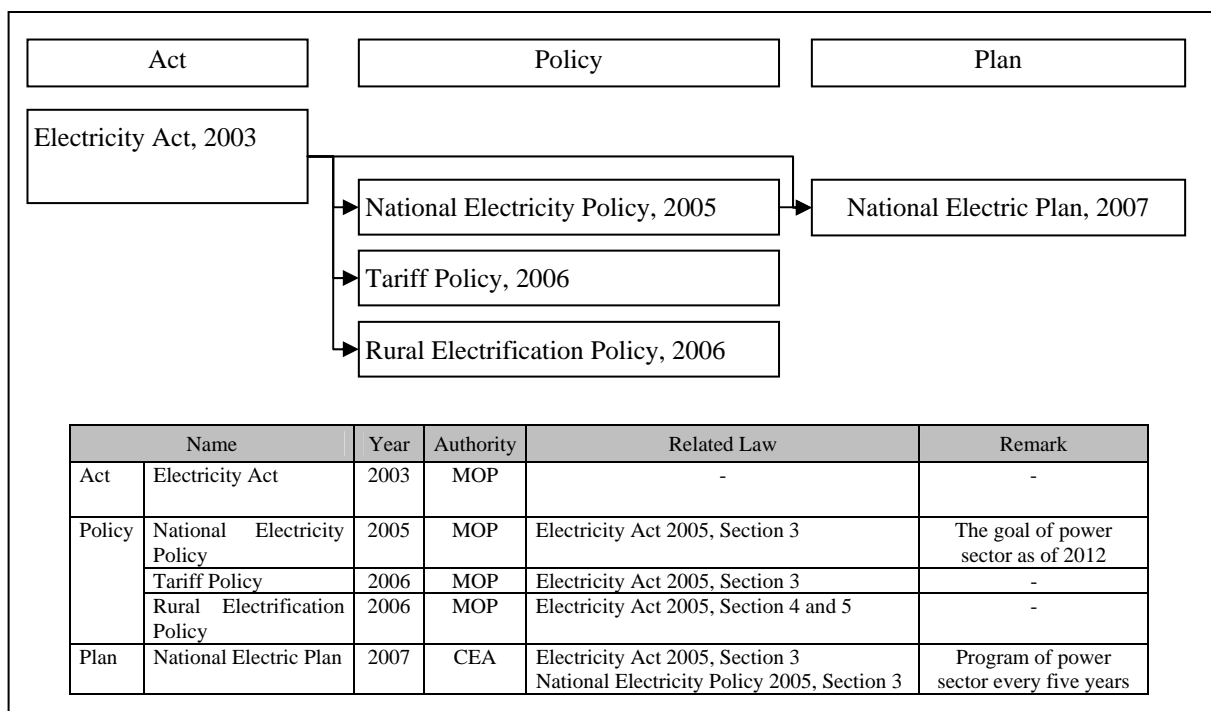 Act
Policy
Plan
Electricity Act, 2003
National Electricity Policy, 2005
National Electric Plan, 2007
Tariff Policy, 2006
Rural Electrification Policy, 2006
Name Year Authority Related Law Remark
Act Electricity Act 2003 MOP - -
Policy National Electricity 2005 MOP Electricity Act 2005, Section 3 The goal of power
Policy sector as of 2012
Tariff Policy 2006 MOP Electricity Act 2005, Section 3 -
Rural Electrification 2006 MOP Electricity Act 2005, Section 4 and 5 -
Policy
Plan National Electric Plan 2007 CEA Electricity Act 2005, Section 3 Program of power
National Electricity Policy 2005, Section 3 sector every five years